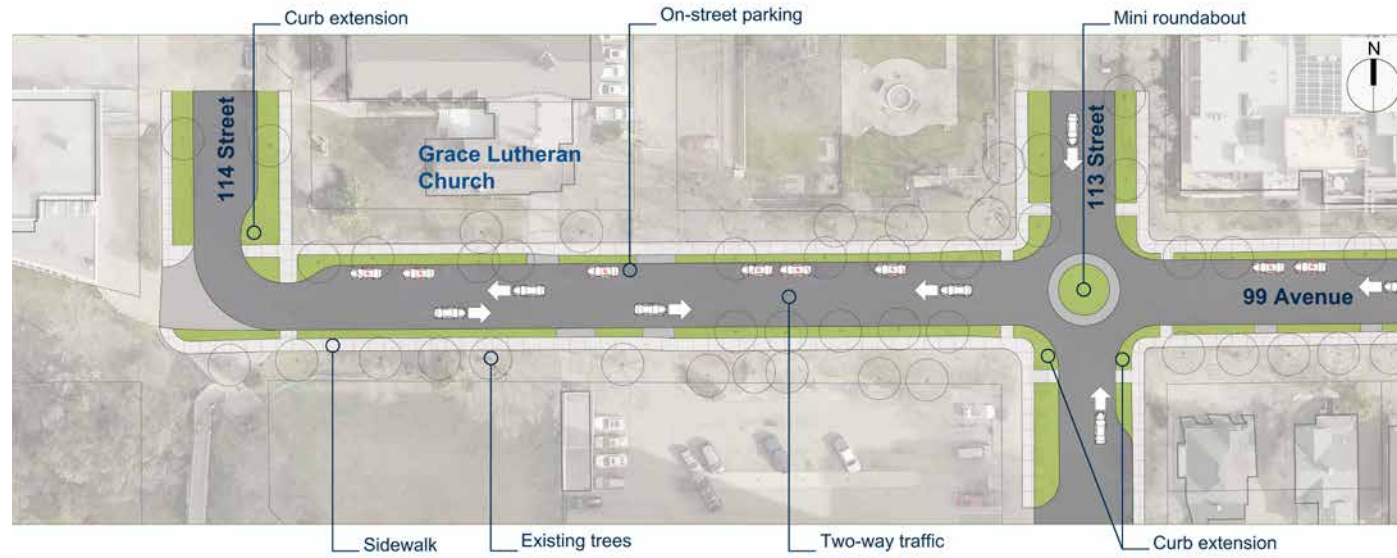 Curb extension
On-street parking
Mini roundabout
N
114 Street
Grace Lutheran
Church
113 Street
99 Avenue
Sidewalk
Existing trees
Two-way traffic
Curb extension